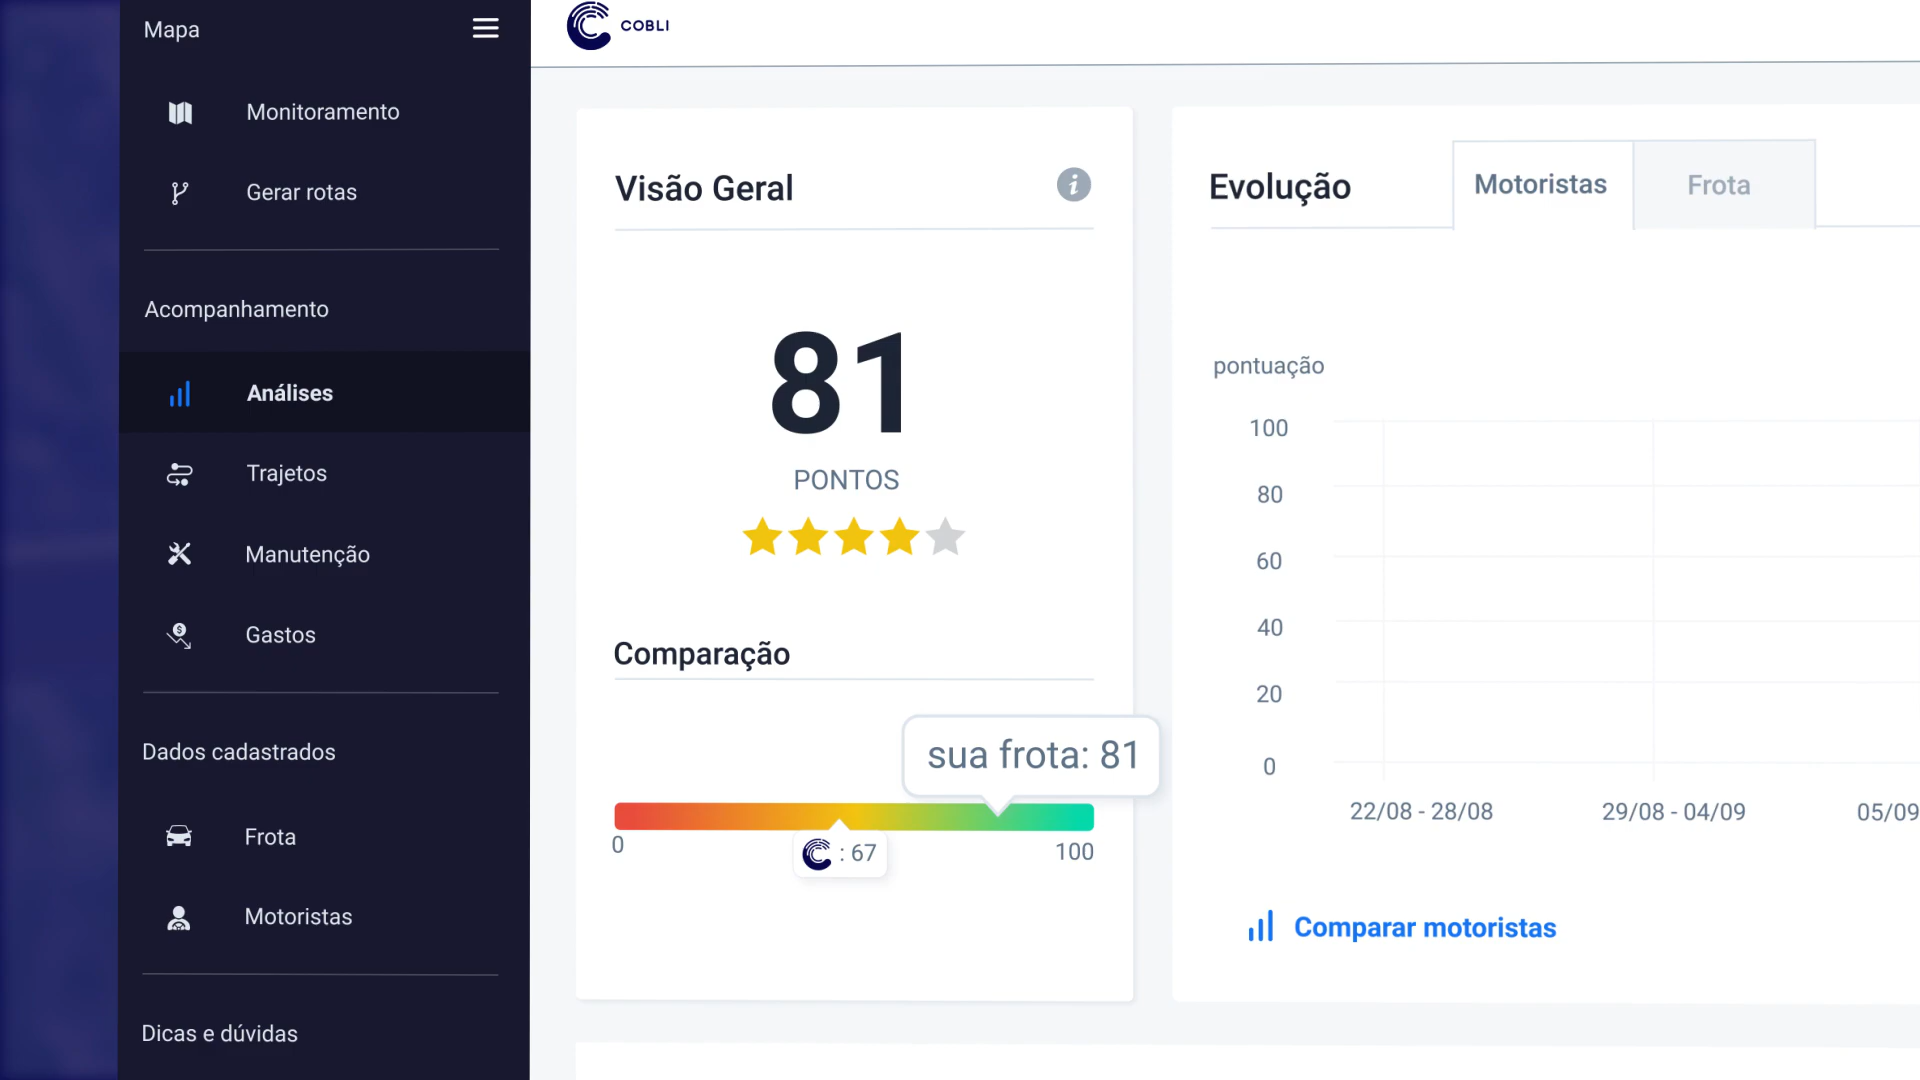 Mapa
Monitoramento
Gerar rotas
Acompanhamento
Análises
Trajetos
Manutenção
Gastos
Dados cadastrados
Frota
Motoristas
Dicas e dúvidas
COBLI
Visão Geral
81
PONTOS
Comparação
sua frota: 81
0
: 67
100
Evolução
Motoristas
Frota
pontuação
100
80
60
40
20
0
22/08 - 28/08
29/08 - 04/09
05/09
Comparar motoristas